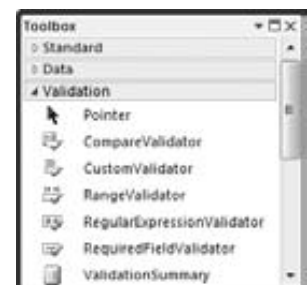 Toolbox
Standard
Data
Validation
Pointer
CompareValidator
CustomValidator
RangeValidator
RegularExpressionValidator
RequiredFieldValidator
ValidationSummary